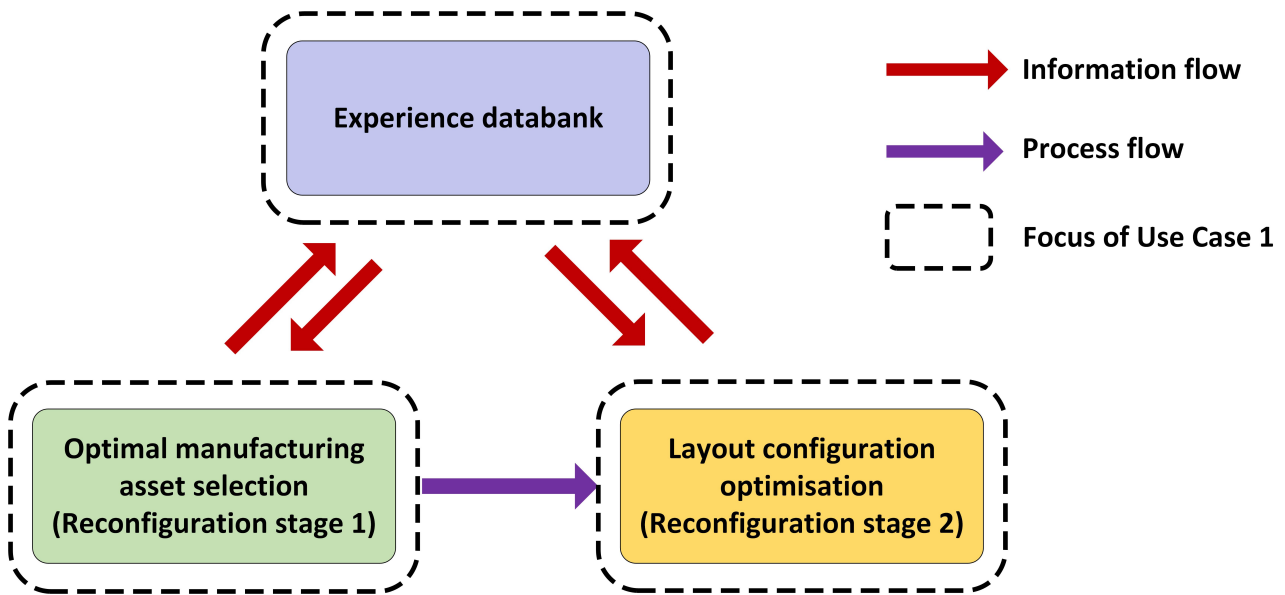 Experience databank
Information flow
Process flow
Focus of Use Case 1
Optimal manufacturing
asset selection
(Reconfiguration stage 1)
Layout configuration
optimisation
(Reconfiguration stage 2)